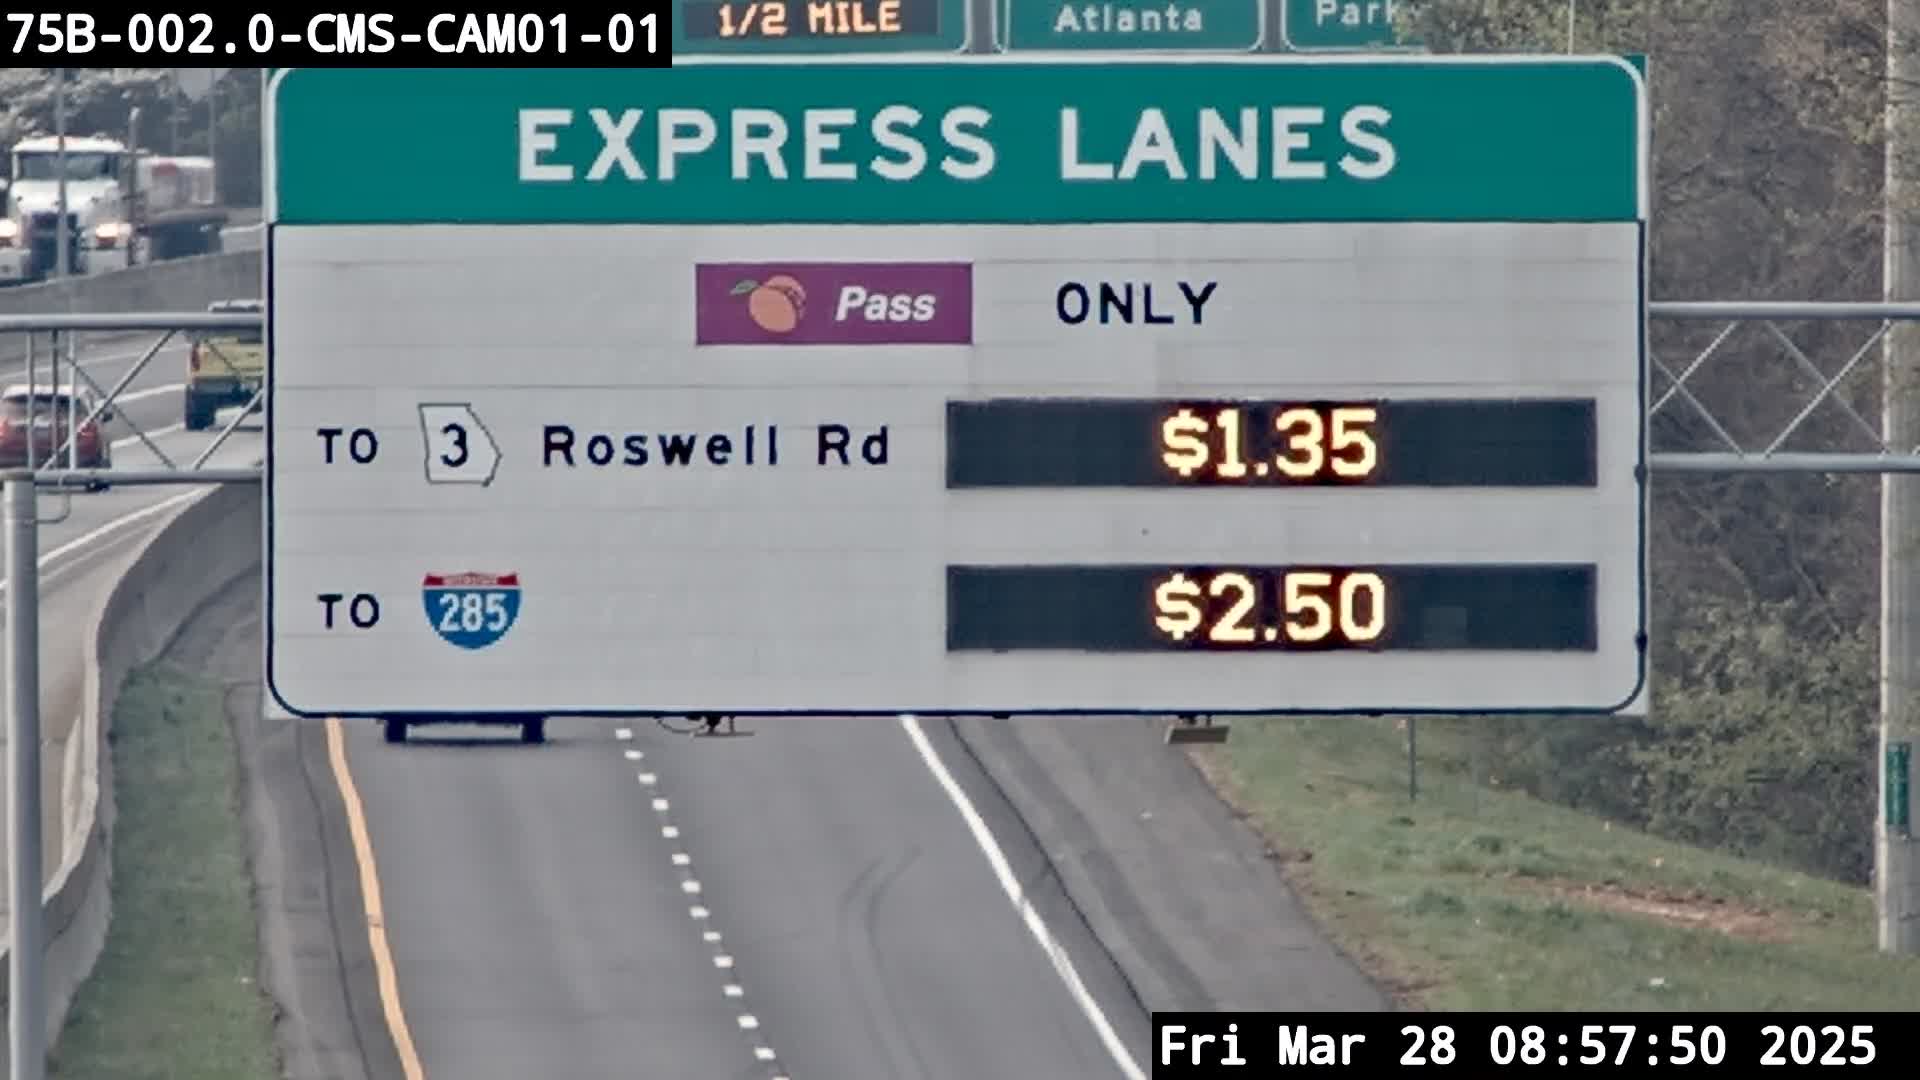 75B-002.0-CMS-CAM01-01
1/2 MILE
Atlanta
EXPRESS LANES
Pass ONLY
TO 3 Roswell Rd $1.35
TO 285 $2.50
Fri Mar 28 08:57:50 2025